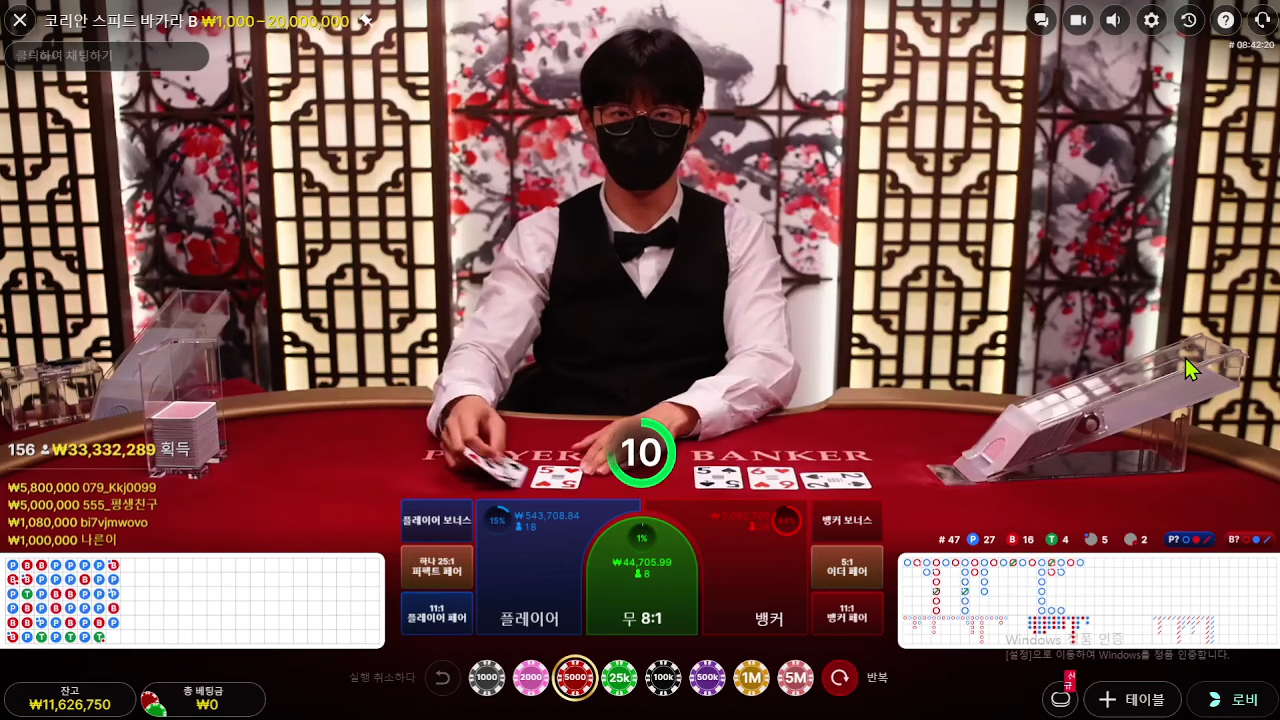 코리안 스피드 바카라 B ₩1,000–20,000,000
클릭하여 채팅하기
# 08:42:20
156 ₩33,332,289 획득
₩5,800,000 079_Kkj0099
₩5,000,000 555_평생친구
₩1,080,000 bi7vjmwovo
₩1,000,000 나른이
PLAYER BANKER
10
플레이어 보너스
15% ₩543,708.84
18
1%
₩44,705.99
8
뱅커 보너스
하나 25:1
퍼펙트 페어
5:1
이더 페어
11:1
플레이어 페어
플레이어
무 8:1
뱅커
11:1
뱅커 페어
# 47 P 27 B 16 T 4 5 2 P? B?
Windows 정품 인증
[설정]으로 이동하여 Windows를 정품 인증합니다.
실행 취소하다
1000
2000
5000
25k
100k
500k
1M
5M
반복
잔고
₩11,626,750
총 베팅금
₩0
신규
테이블
로비